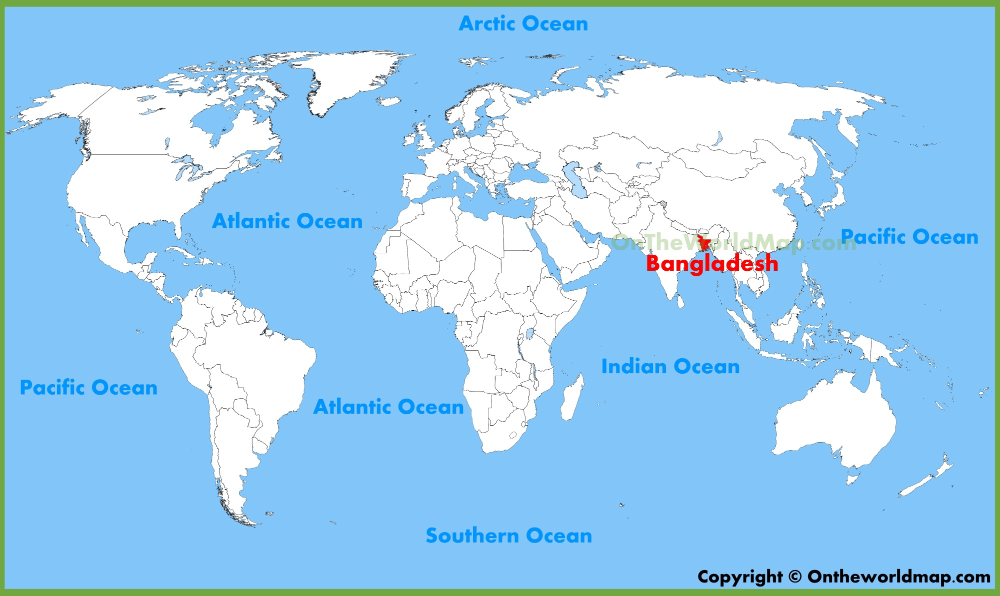 Arctic Ocean
Atlantic Ocean
Pacific Ocean
OnTheWorldMap.com
Bangladesh
Indian Ocean
Pacific Ocean
Atlantic Ocean
Southern Ocean
Copyright © Ontheworldmap.com